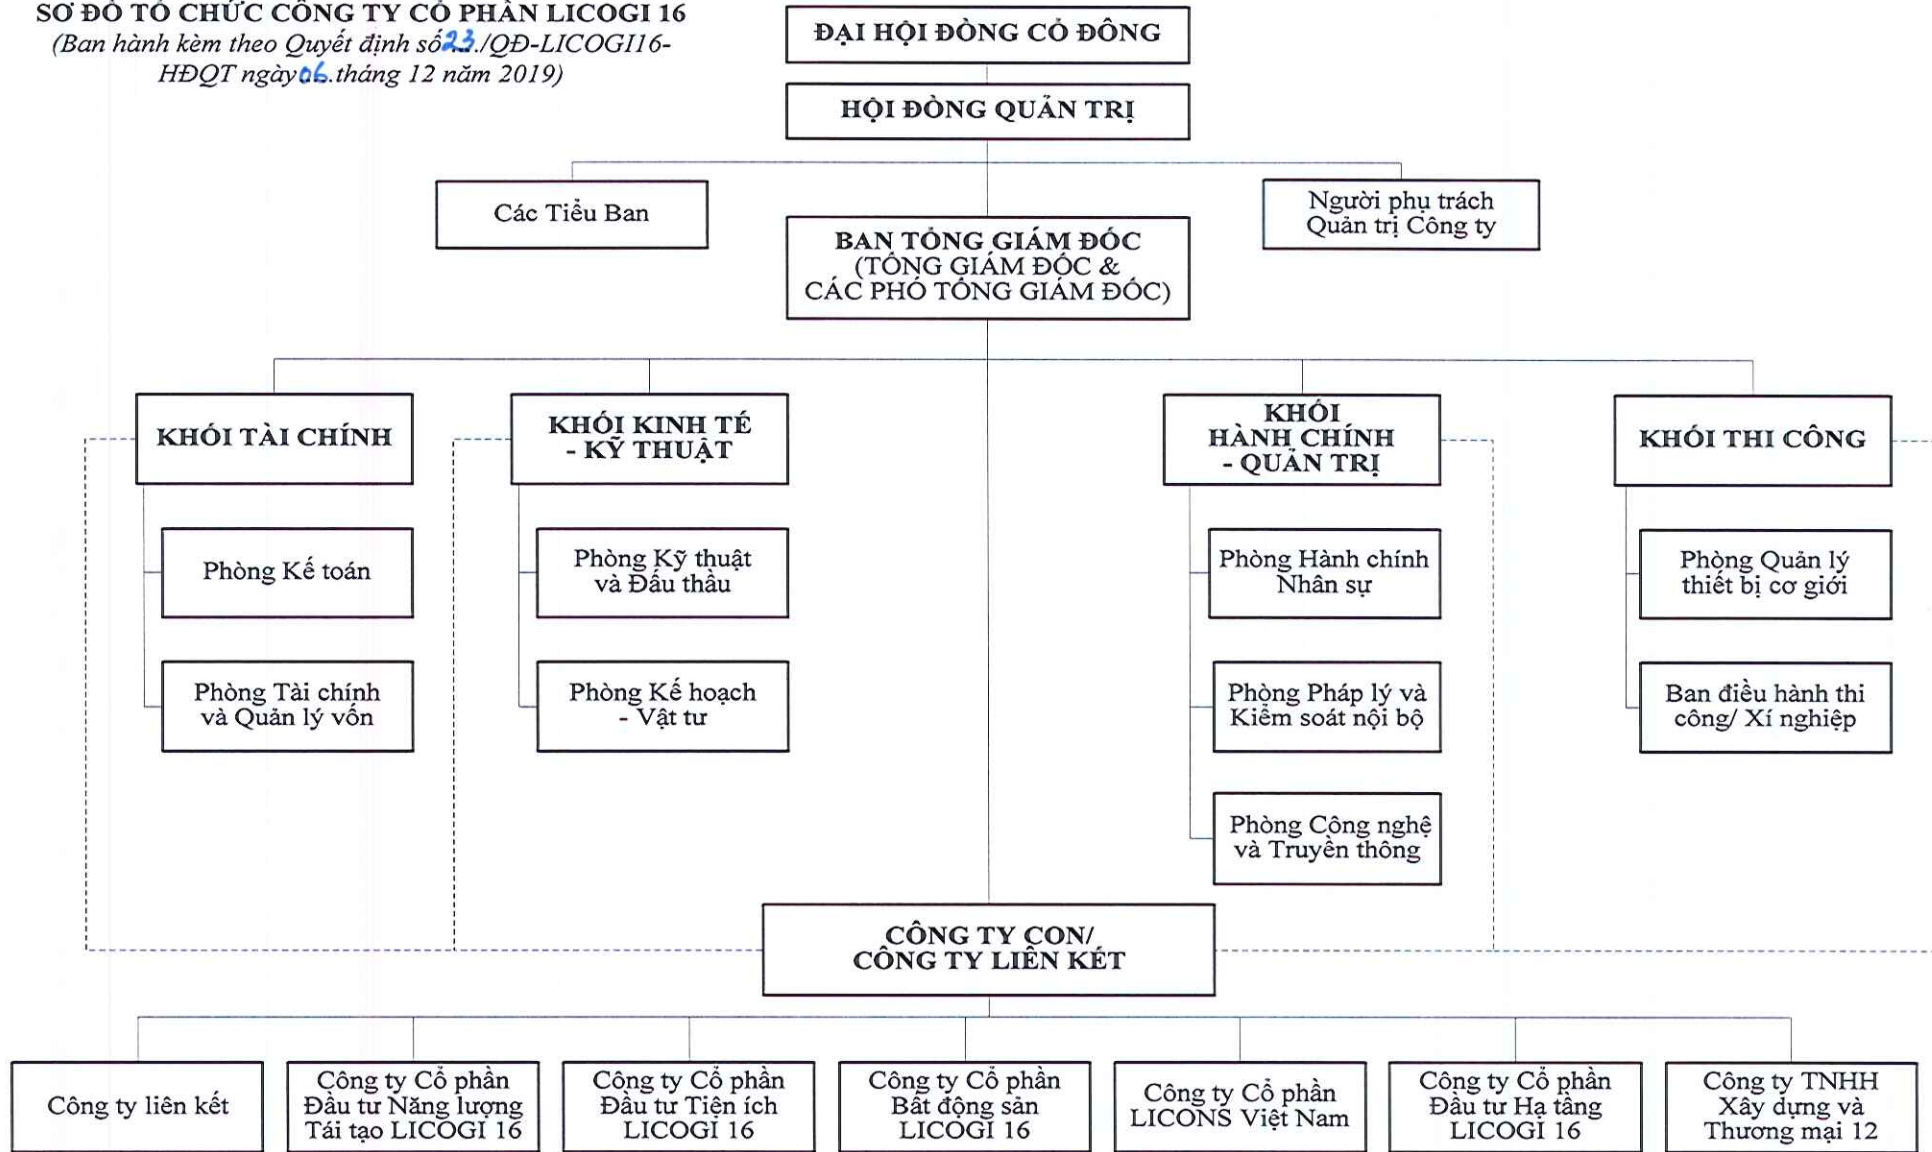 SƠ ĐỒ TỔ CHỨC CÔNG TY CỔ PHẦN LICOGI 16
(Ban hành kèm theo Quyết định số 23./QĐ-LICOGI16-
HĐQT ngày 06.tháng 12 năm 2019)
ĐẠI HỘI ĐỒNG CỔ ĐÔNG
HỘI ĐỒNG QUẢN TRỊ
Các Tiểu Ban
Người phụ trách
Quản trị Công ty
BAN TỔNG GIÁM ĐỐC
(TỔNG GIÁM ĐỐC &
CÁC PHÓ TỔNG GIÁM ĐỐC)
KHỐI TÀI CHÍNH
KHỐI KINH TẾ
- KỸ THUẬT
KHỐI
HÀNH CHÍNH
- QUẢN TRỊ
KHỐI THI CÔNG
Phòng Kế toán
Phòng Kỹ thuật
và Đấu thầu
Phòng Hành chính
Nhân sự
Phòng Quản lý
thiết bị cơ giới
Phòng Tài chính
và Quản lý vốn
Phòng Kế hoạch
- Vật tư
Phòng Pháp lý và
Kiểm soát nội bộ
Ban điều hành thi
công/ Xí nghiệp
Phòng Công nghệ
và Truyền thông
CÔNG TY CON/
CÔNG TY LIÊN KẾT
Công ty liên kết
Công ty Cổ phần
Đầu tư Năng lượng
Tái tạo LICOGI 16
Công ty Cổ phần
Đầu tư Tiện ích
LICOGI 16
Công ty Cổ phần
Bất động sản
LICOGI 16
Công ty Cổ phần
LICONS Việt Nam
Công ty Cổ phần
Đầu tư Hạ tầng
LICOGI 16
Công ty TNHH
Xây dựng và
Thương mại 12